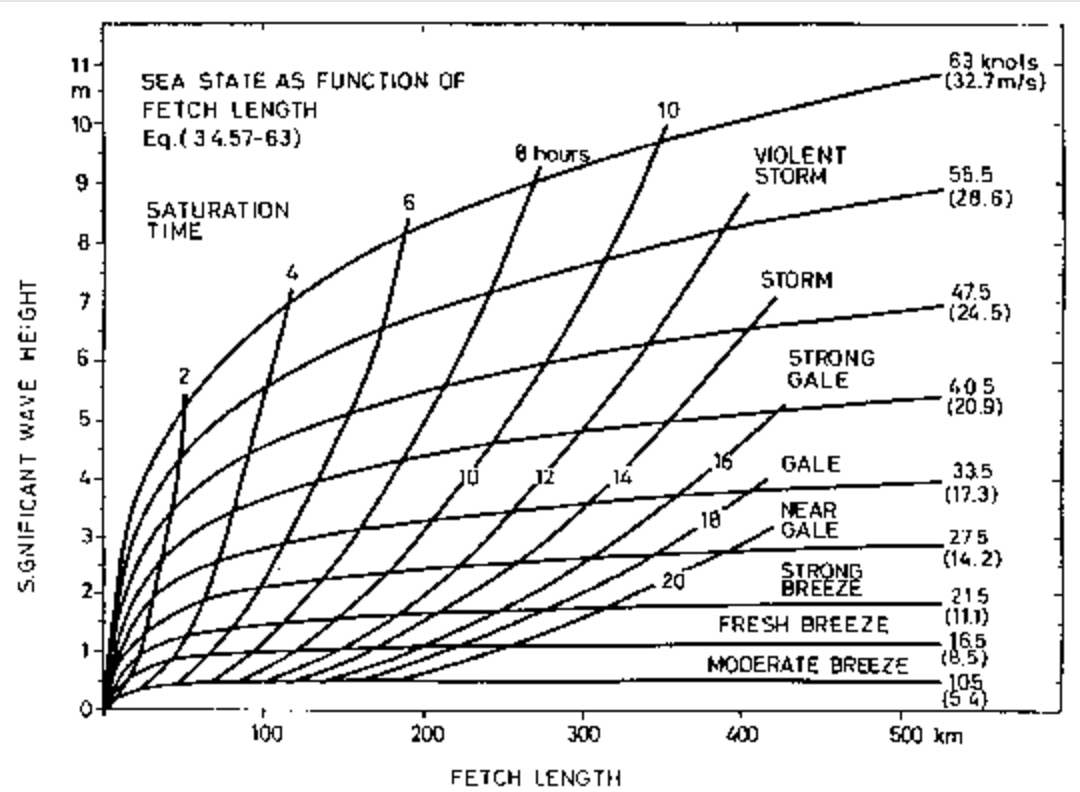 11
m
10
9
8
7
6
5
4
3
2
1
0
S.GNIFICANT WAVE HEIGHT
SEA STATE AS FUNCTION OF
FETCH LENGTH
Eq.(34.57-63)
SATURATION
TIME
2
4
6
8 hours
10
10
12
14
16
18
20
VIOLENT
STORM
STORM
STRONG
GALE
GALE
NEAR
GALE
STRONG
BREEZE
FRESH BREEZE
MODERATE BREEZE
63 knots
(32.7m/s)
56.5
(28.6)
47.5
(24.5)
40.5
(20.9)
33.5
(17.3)
27.5
(14.2)
21.5
(11.1)
16.5
(8.5)
10.5
(5.4)
100
200
300
400
500 km
FETCH LENGTH